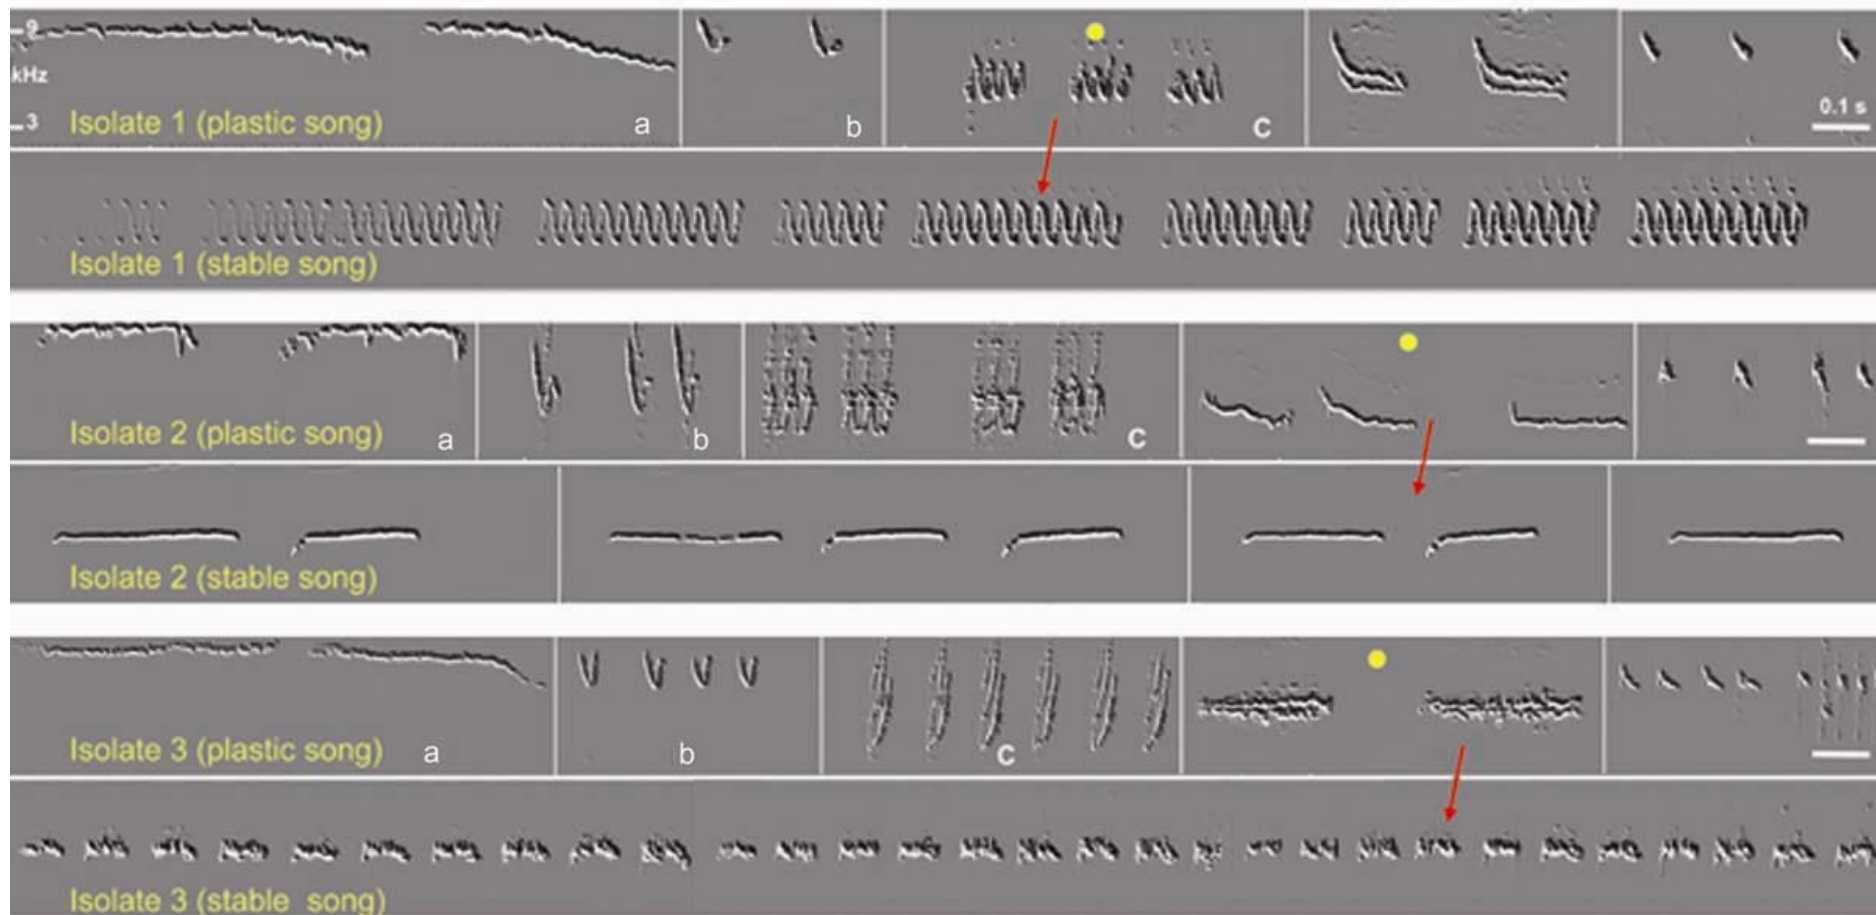 9
kHz
3
Isolate 1 (plastic song) a b c 0.1 s
Isolate 1 (stable song)
Isolate 2 (plastic song) a b c
Isolate 2 (stable song)
Isolate 3 (plastic song) a b c
Isolate 3 (stable song)